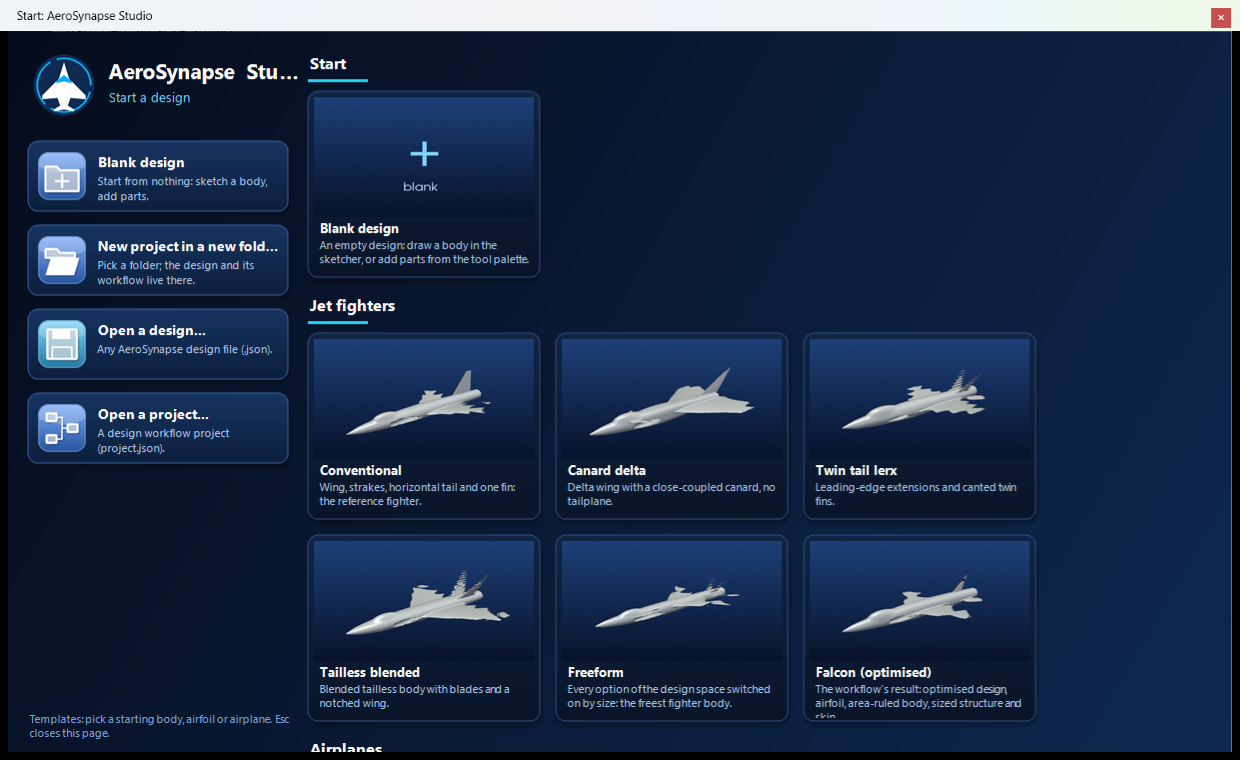 Start: AeroSynapse Studio
AeroSynapse Stu...
Start a design
Blank design
Start from nothing: sketch a body,
add parts.
New project in a new fold...
Pick a folder; the design and its
workflow live there.
Open a design...
Any AeroSynapse design file (.json).
Open a project...
A design workflow project
(project.json).
Templates: pick a starting body, airfoil or airplane. Esc
closes this page.
Start
blank
Blank design
An empty design: draw a body in the
sketcher, or add parts from the tool palette.
Jet fighters
Conventional
Wing, strakes, horizontal tail and one fin:
the reference fighter.
Canard delta
Delta wing with a close-coupled canard, no
tailplane.
Twin tail lerx
Leading-edge extensions and canted twin
fins.
Tailless blended
Blended tailless body with blades and a
notched wing.
Freeform
Every option of the design space switched
on by size: the freest fighter body.
Falcon (optimised)
The workflow's result: optimised design,
airfoil, area-ruled body, sized structure and
skin
Airplanes